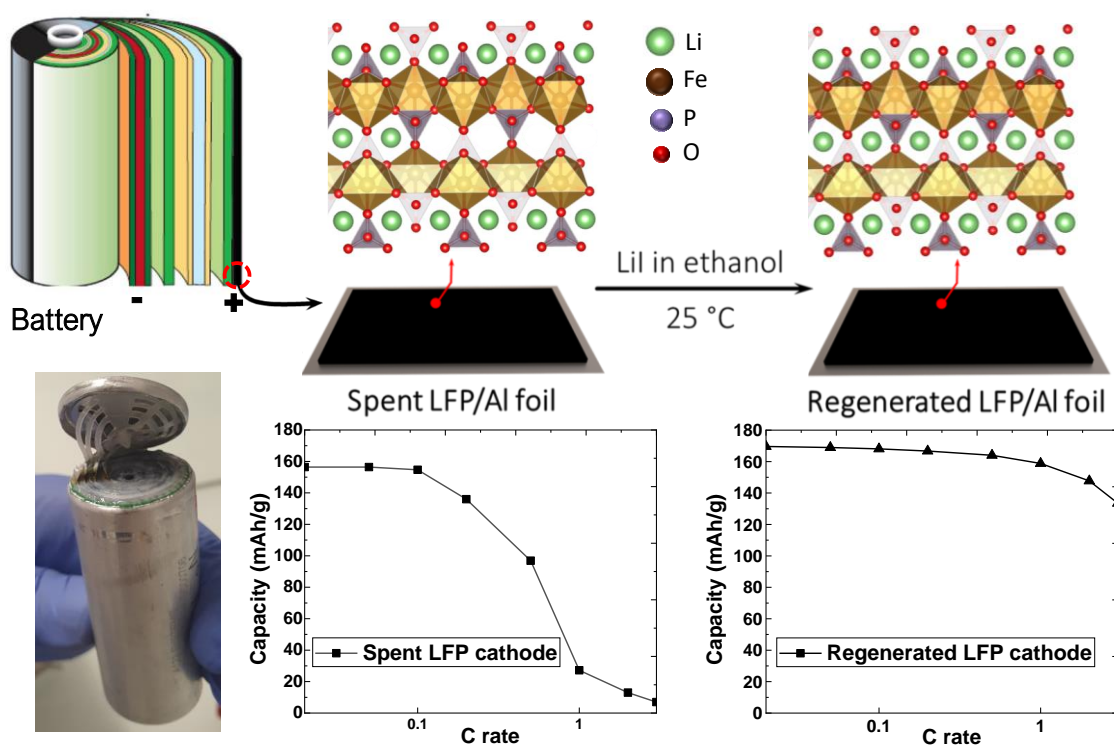 Li
Fe
P
O
-
+
Battery
LiI in ethanol
25 °C
Spent LFP/Al foil
Regenerated LFP/Al foil
180
160
140
120
100
80
60
40
20
0
Capacity (mAh/g)
Spent LFP cathode
0.1
1
C rate
180
160
140
120
100
80
60
40
20
0
Capacity (mAh/g)
Regenerated LFP cathode
0.1
1
C rate